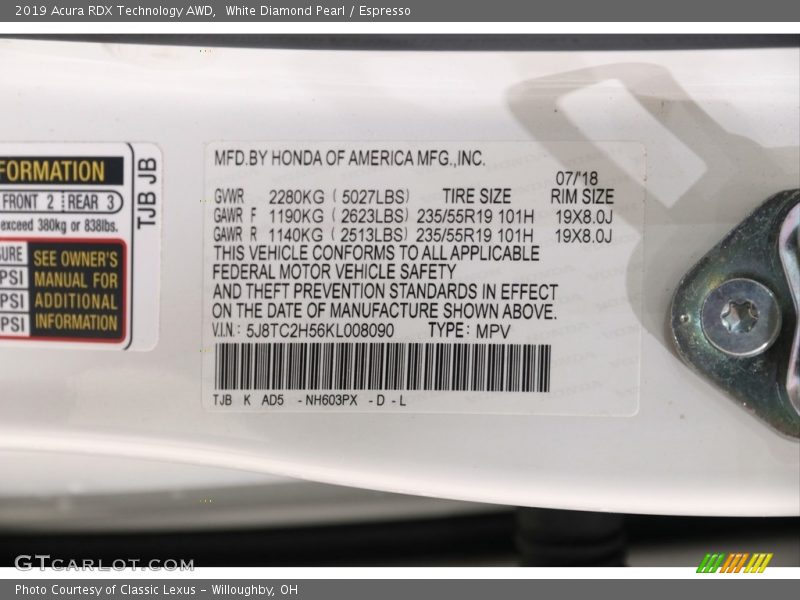 2019 Acura RDX Technology AWD,  White Diamond Pearl / Espresso
FORMATION
FRONT 2 REAR 3
exceed 380kg or 838lbs.
TJB JB
SEE OWNER'S
MANUAL FOR
ADDITIONAL
INFORMATION
PSI
PSI
PSI
MFD.BY HONDA OF AMERICA MFG.,INC.
07/'18
GVWR 2280KG ( 5027LBS) TIRE SIZE RIM SIZE
GAWR F 1190KG ( 2623LBS) 235/55R19 101H 19X8.0J
GAWR R 1140KG ( 2513LBS) 235/55R19 101H 19X8.0J
THIS VEHICLE CONFORMS TO ALL APPLICABLE
FEDERAL MOTOR VEHICLE SAFETY
AND THEFT PREVENTION STANDARDS IN EFFECT
ON THE DATE OF MANUFACTURE SHOWN ABOVE.
V.I.N.: 5J8TC2H56KL008090 TYPE: MPV
TJB K AD5 -NH603PX -D -L
GTCarLot.com
Photo Courtesy of Classic Lexus - Willoughby, OH